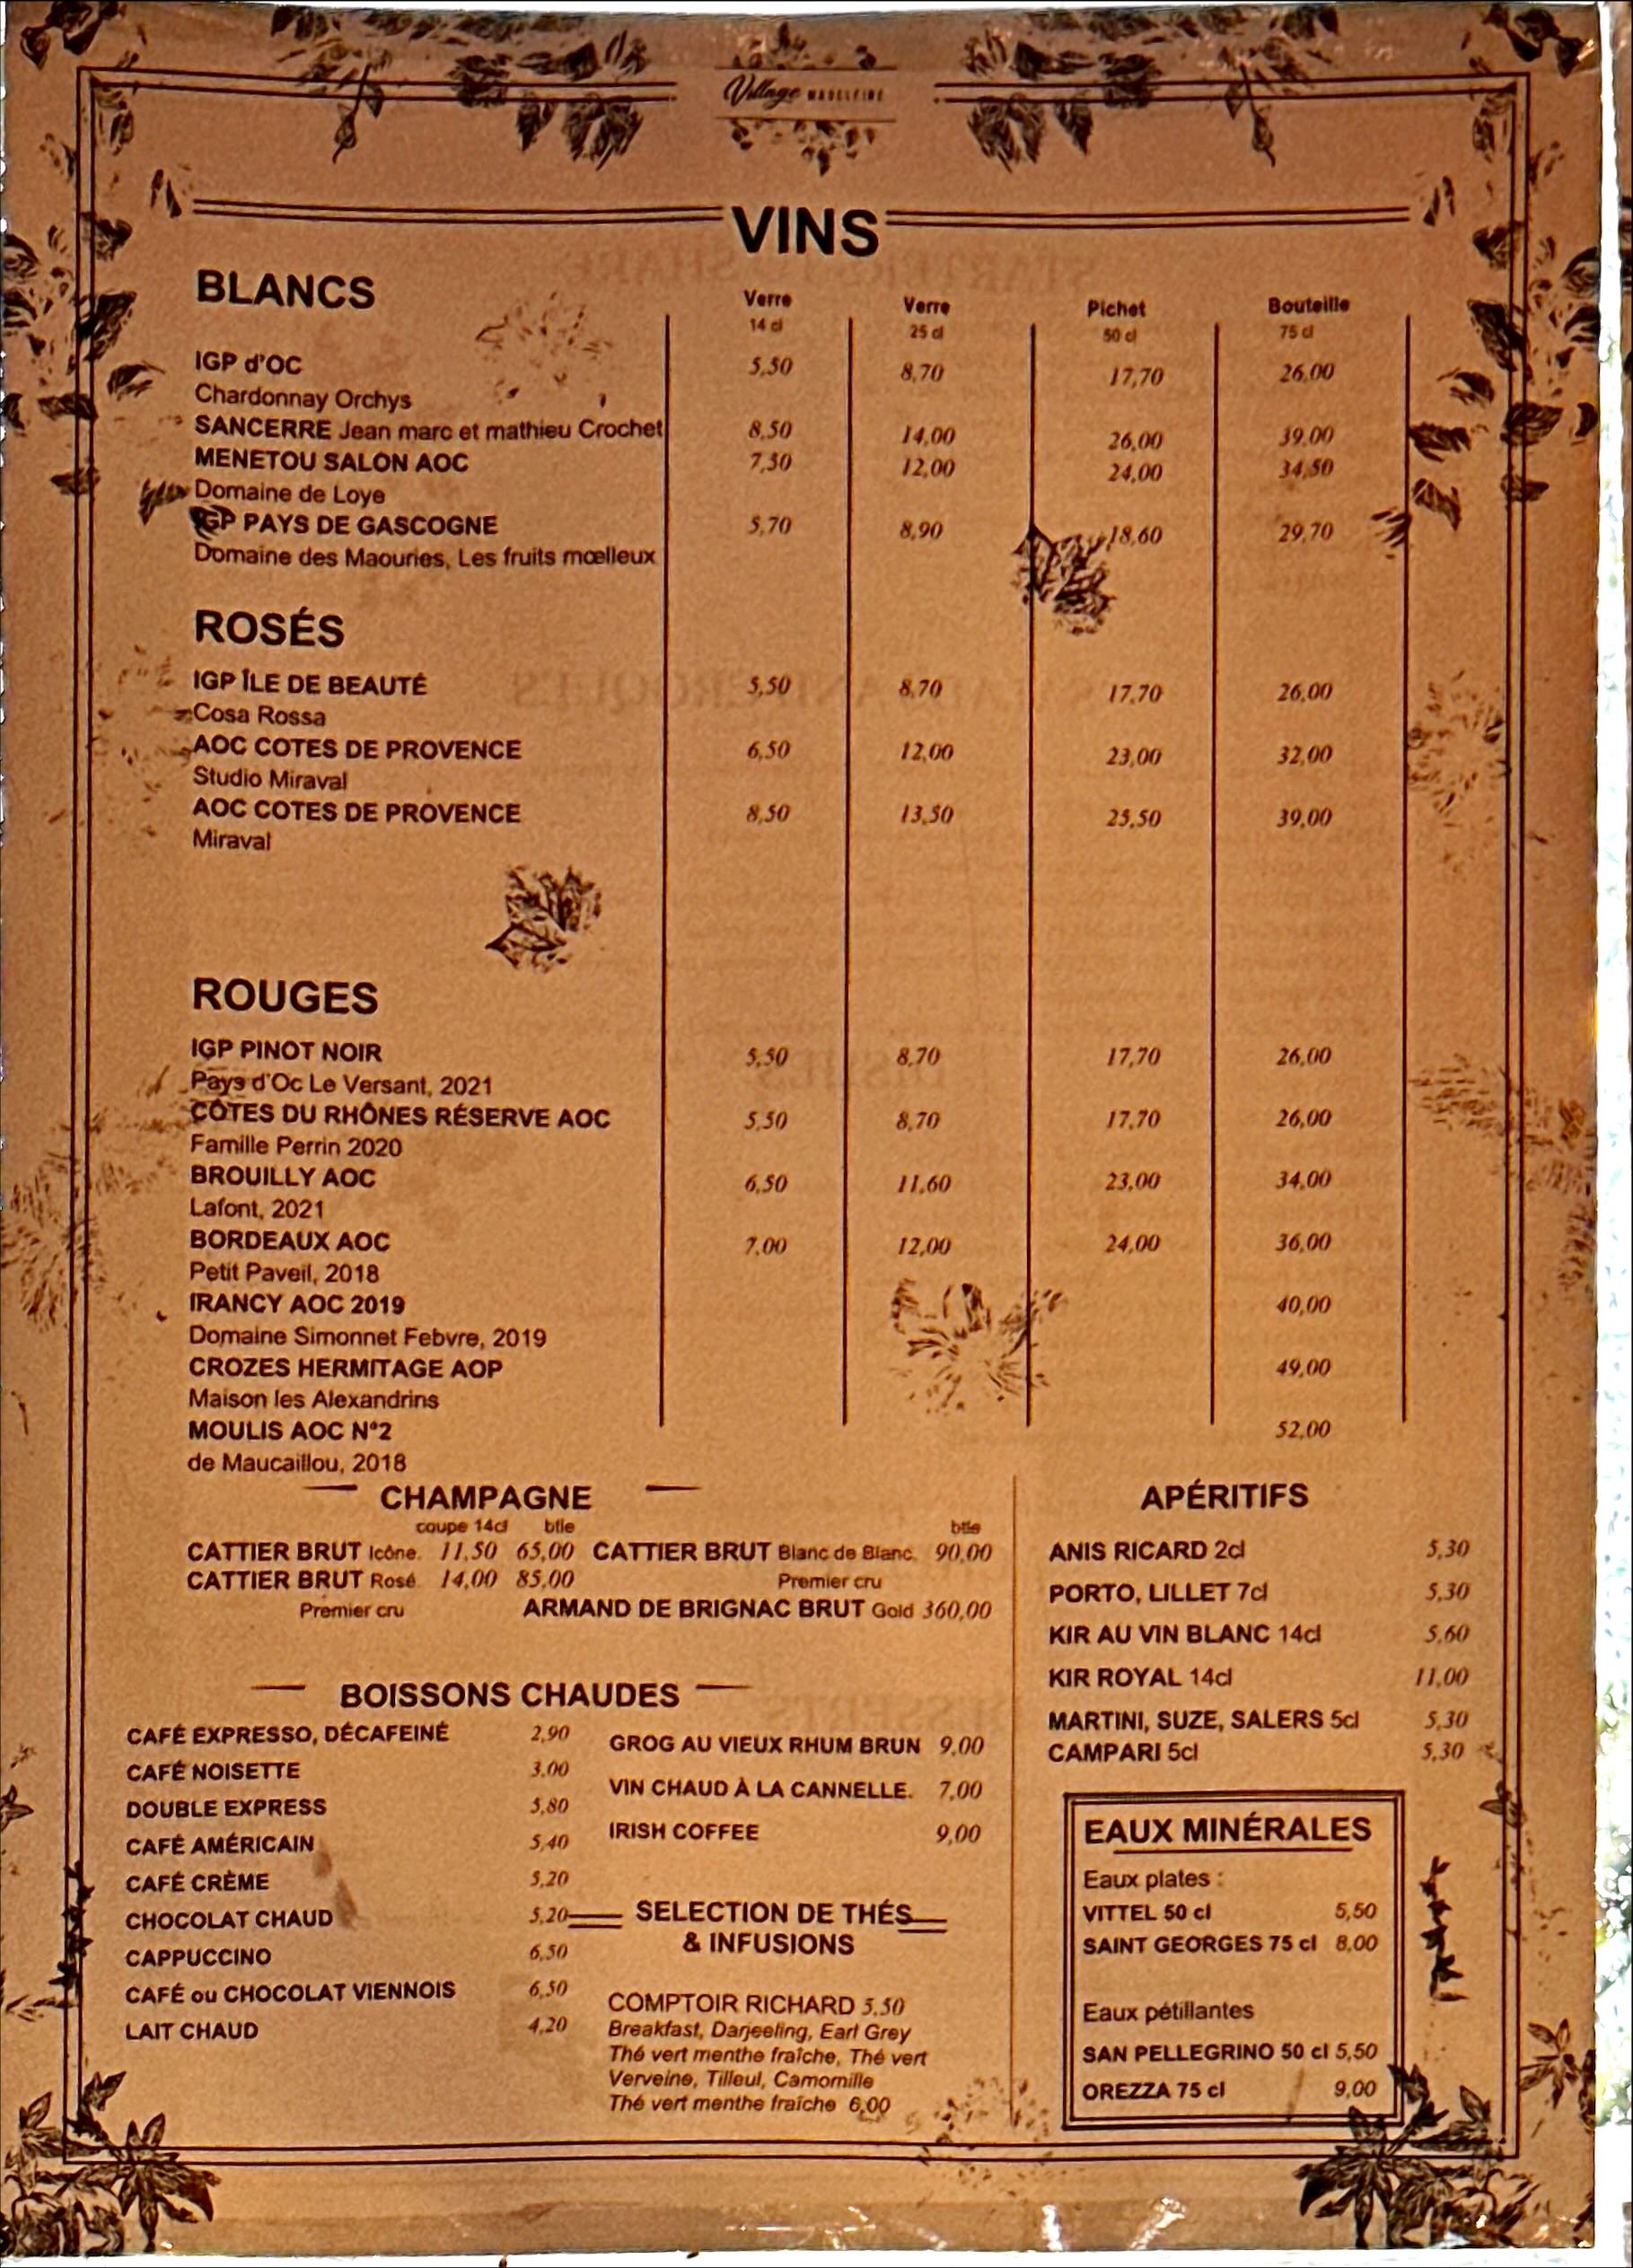 Village MADELEINE
VINS
BLANCS
Verre Verre Pichet Bouteille
14 cl 25 cl 50 cl 75 cl
IGP d'OC 5,50 8,70 17,70 26,00
Chardonnay Orchys
SANCERRE Jean marc et mathieu Crochet 8,50 14,00 26,00 39,00
MENETOU SALON AOC 7,50 12,00 24,00 34,50
Domaine de Loye
IGP PAYS DE GASCOGNE 5,70 8,90 18,60 29,70
Domaine des Maouries, Les fruits mœlleux
ROSÉS
IGP ÎLE DE BEAUTÉ 5,50 8,70 17,70 26,00
Cosa Rossa
AOC COTES DE PROVENCE 6,50 12,00 23,00 32,00
Studio Miraval
AOC COTES DE PROVENCE 8,50 13,50 25,50 39,00
Miraval
ROUGES
IGP PINOT NOIR 5,50 8,70 17,70 26,00
Pays d'Oc Le Versant, 2021
CÔTES DU RHÔNES RÉSERVE AOC 5,50 8,70 17,70 26,00
Famille Perrin 2020
BROUILLY AOC 6,50 11,60 23,00 34,00
Lafont, 2021
BORDEAUX AOC 7,00 12,00 24,00 36,00
Petit Paveil, 2018
IRANCY AOC 2019 40,00
Domaine Simonnet Febvre, 2019
CROZES HERMITAGE AOP 49,00
Maison les Alexandrins
MOULIS AOC N°2 52,00
de Maucaillou, 2018
CHAMPAGNE
coupe 14cl btle btle
CATTIER BRUT Icône. 11,50 65,00 CATTIER BRUT Blanc de Blanc. 90,00
CATTIER BRUT Rosé. 14,00 85,00 Premier cru
Premier cru ARMAND DE BRIGNAC BRUT Gold 360,00
APÉRITIFS
ANIS RICARD 2cl 5,30
PORTO, LILLET 7cl 5,30
KIR AU VIN BLANC 14cl 5,60
KIR ROYAL 14cl 11,00
MARTINI, SUZE, SALERS 5cl 5,30
CAMPARI 5cl 5,30
BOISSONS CHAUDES
CAFÉ EXPRESSO, DÉCAFEINÉ 2,90
CAFÉ NOISETTE 3,00
DOUBLE EXPRESS 5,80
CAFÉ AMÉRICAIN 5,40
CAFÉ CRÈME 5,20
CHOCOLAT CHAUD 5,20
CAPPUCCINO 6,50
CAFÉ ou CHOCOLAT VIENNOIS 6,50
LAIT CHAUD 4,20
GROG AU VIEUX RHUM BRUN 9,00
VIN CHAUD À LA CANNELLE. 7,00
IRISH COFFEE 9,00
SELECTION DE THÉS
& INFUSIONS
COMPTOIR RICHARD 5,50
Breakfast, Darjeeling, Earl Grey
Thé vert menthe fraîche, Thé vert
Verveine, Tilleul, Camomille
Thé vert menthe fraîche 6,00
EAUX MINÉRALES
Eaux plates :
VITTEL 50 cl 5,50
SAINT GEORGES 75 cl 8,00
Eaux pétillantes
SAN PELLEGRINO 50 cl 5,50
OREZZA 75 cl 9,00